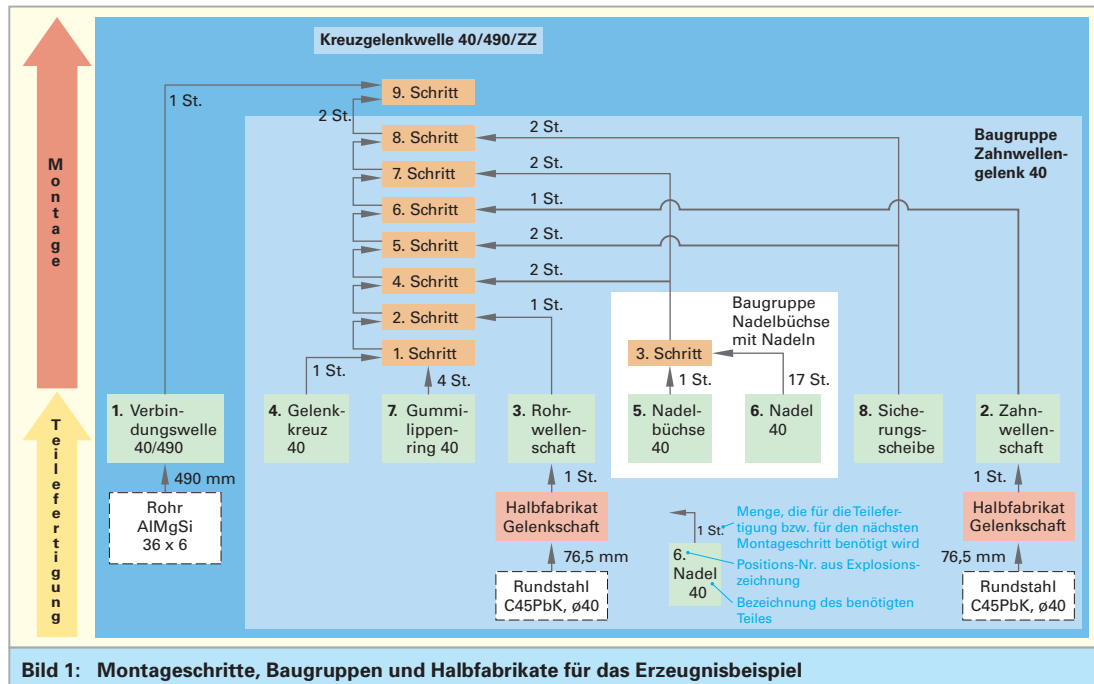 Kreuzgelenkwelle 40/490/ZZ
Montage
Teilefertigung
1 St.
9. Schritt
2 St.
8. Schritt
2 St.
Baugruppe
Zahnwellen-
gelenk 40
7. Schritt
2 St.
6. Schritt
1 St.
5. Schritt
2 St.
4. Schritt
2 St.
2. Schritt
1 St.
1. Schritt
1 St.
4 St.
Baugruppe
Nadelbüchse
mit Nadeln
3. Schritt
1 St.
17 St.
1. Verbin-
dungswelle
40/490
4. Gelenk-
kreuz
40
7. Gummi-
lippen-
ring 40
3. Rohr-
wellen-
schaft
5. Nadel-
büchse
40
6. Nadel
40
8. Siche-
rungs-
scheibe
2. Zahn-
wellen-
schaft
490 mm
Rohr
AlMgSi
36 x 6
1 St.
Halbfabrikat
Gelenkschaft
76,5 mm
Rundstahl
C45PbK, ø40
1 St.
6.
Nadel
40
Menge, die für die Teilefer-
tigung bzw. für den nächsten
Montageschritt benötigt wird
Positions-Nr. aus Explosions-
zeichnung
Bezeichnung des benötigten
Teiles
1 St.
Halbfabrikat
Gelenkschaft
76,5 mm
Rundstahl
C45PbK, ø40
Bild 1: Montageschritte, Baugruppen und Halbfabrikate für das Erzeugnisbeispiel